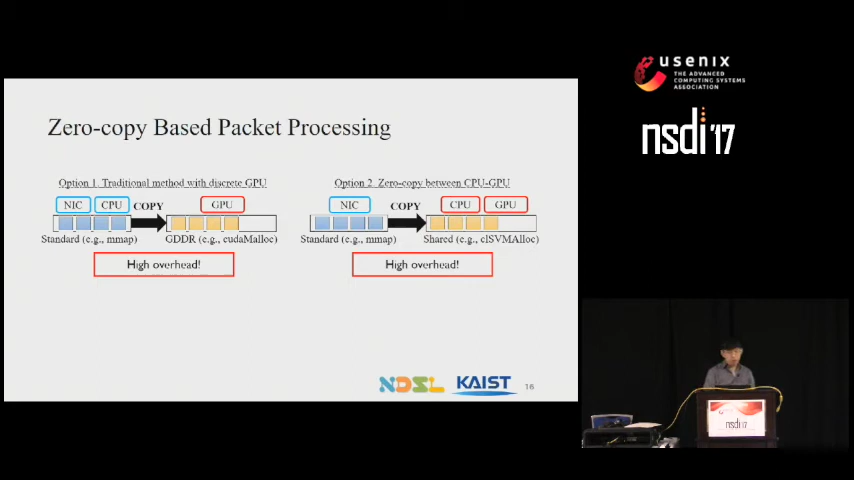 Zero-copy Based Packet Processing
Option 1. Traditional method with discrete GPU
NIC CPU COPY GPU
Standard (e.g., mmap) GDDR (e.g., cudaMalloc)
High overhead!
Option 2. Zero-copy between CPU-GPU
NIC COPY CPU GPU
Standard (e.g., mmap) Shared (e.g., clSVMAlloc)
High overhead!
NDSL KAIST 16
usenix
THE ADVANCED
COMPUTING SYSTEMS
ASSOCIATION
nsdi '17
nsdi '17